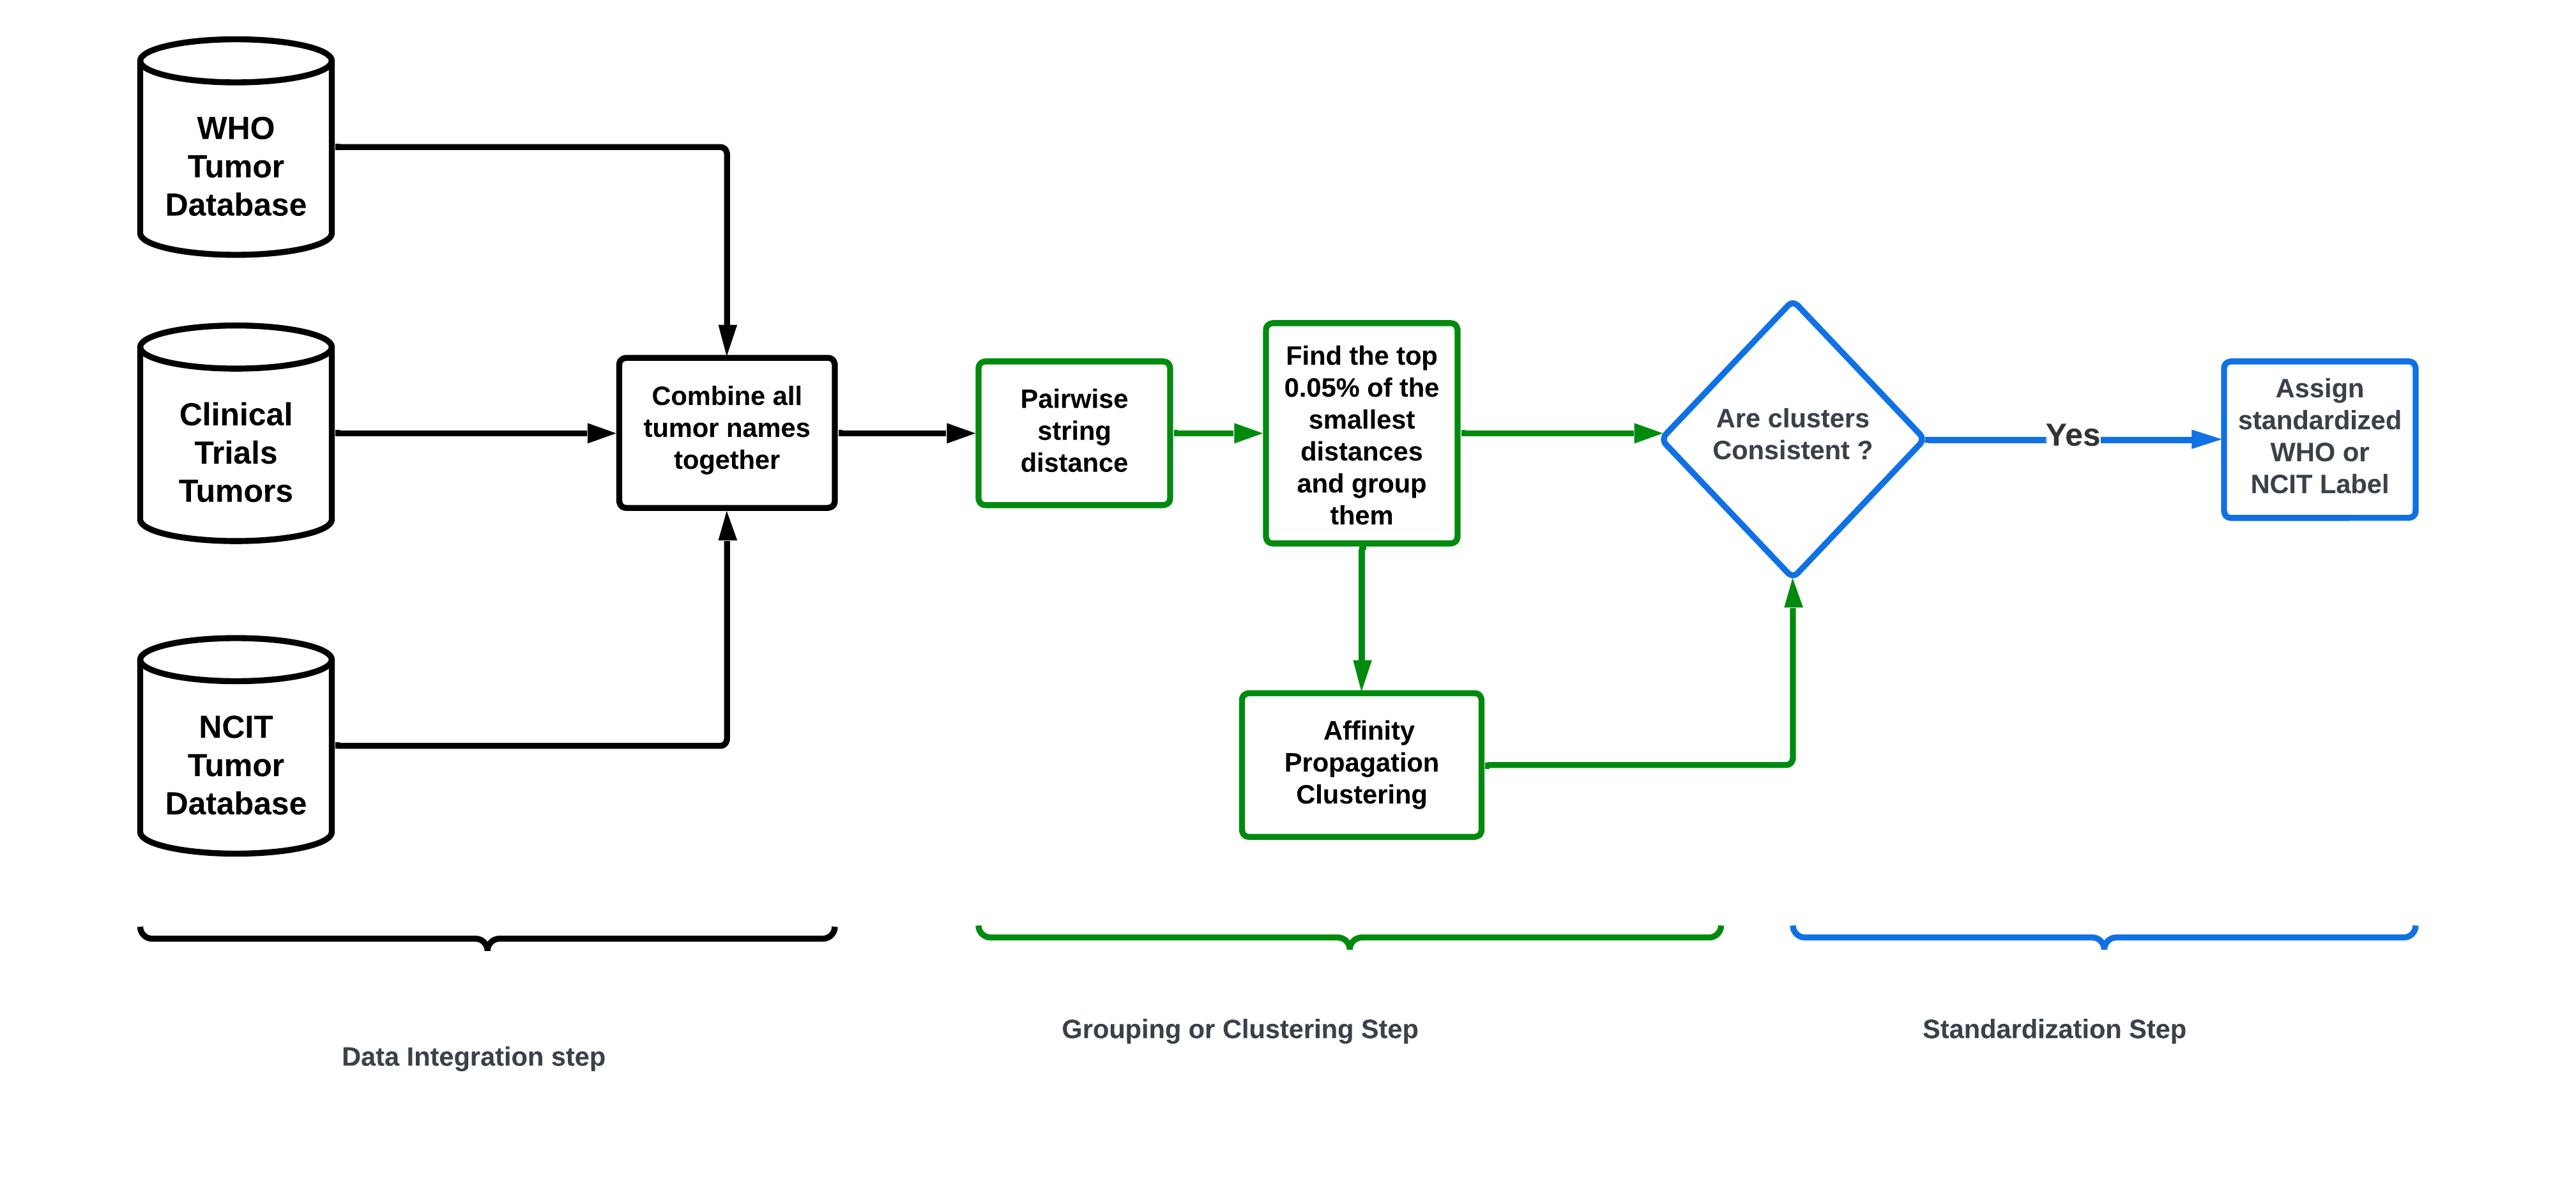 WHO
Tumor
Database
Clinical
Trials
Tumors
NCIT
Tumor
Database
Combine all
tumor names
together
Pairwise
string
distance
Find the top
0.05% of the
smallest
distances
and group
them
Affinity
Propagation
Clustering
Are clusters
Consistent ?
Yes
Assign
standardized
WHO or
NCIT Label
Data Integration step
Grouping or Clustering Step
Standardization Step